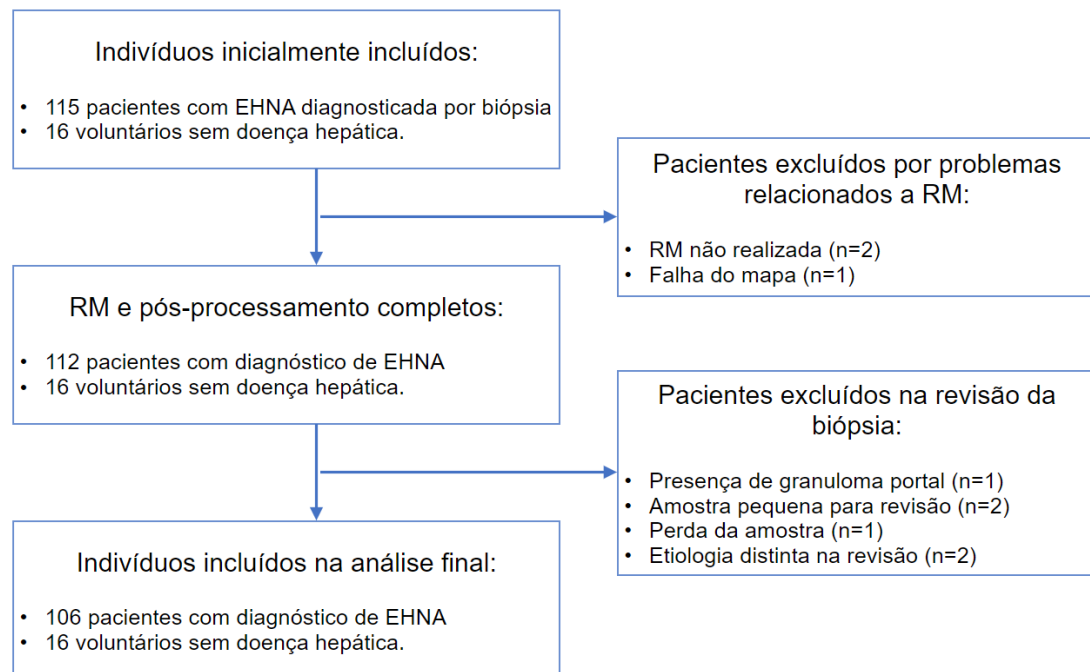 Indivíduos inicialmente incluídos:
• 115 pacientes com EHNA diagnosticada por biópsia
• 16 voluntários sem doença hepática.
Pacientes excluídos por problemas
relacionados a RM:
• RM não realizada (n=2)
• Falha do mapa (n=1)
RM e pós-processamento completos:
• 112 pacientes com diagnóstico de EHNA
• 16 voluntários sem doença hepática.
Pacientes excluídos na revisão da
biópsia:
• Presença de granuloma portal (n=1)
• Amostra pequena para revisão (n=2)
• Perda da amostra (n=1)
• Etiologia distinta na revisão (n=2)
Indivíduos incluídos na análise final:
• 106 pacientes com diagnóstico de EHNA
• 16 voluntários sem doença hepática.